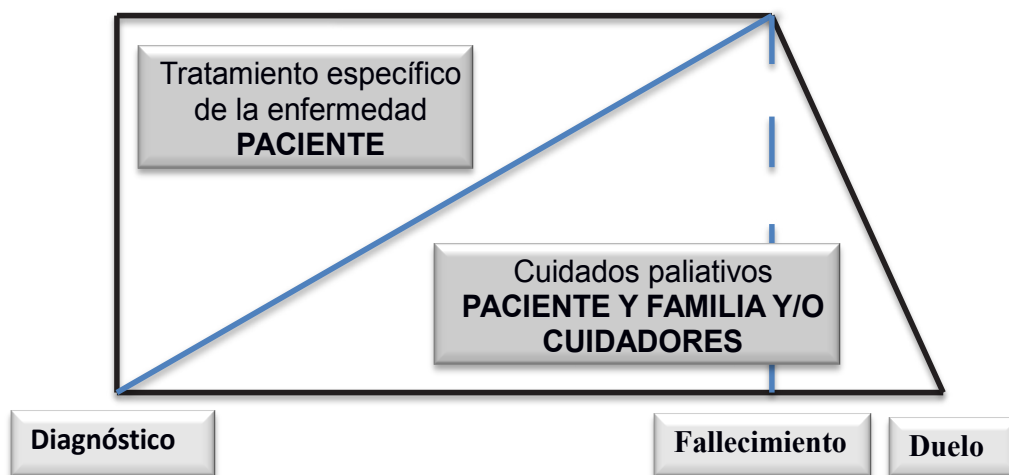 Tratamiento específico
de la enfermedad
PACIENTE
Cuidados paliativos
PACIENTE Y FAMILIA Y/O
CUIDADORES
Diagnóstico
Fallecimiento
Duelo